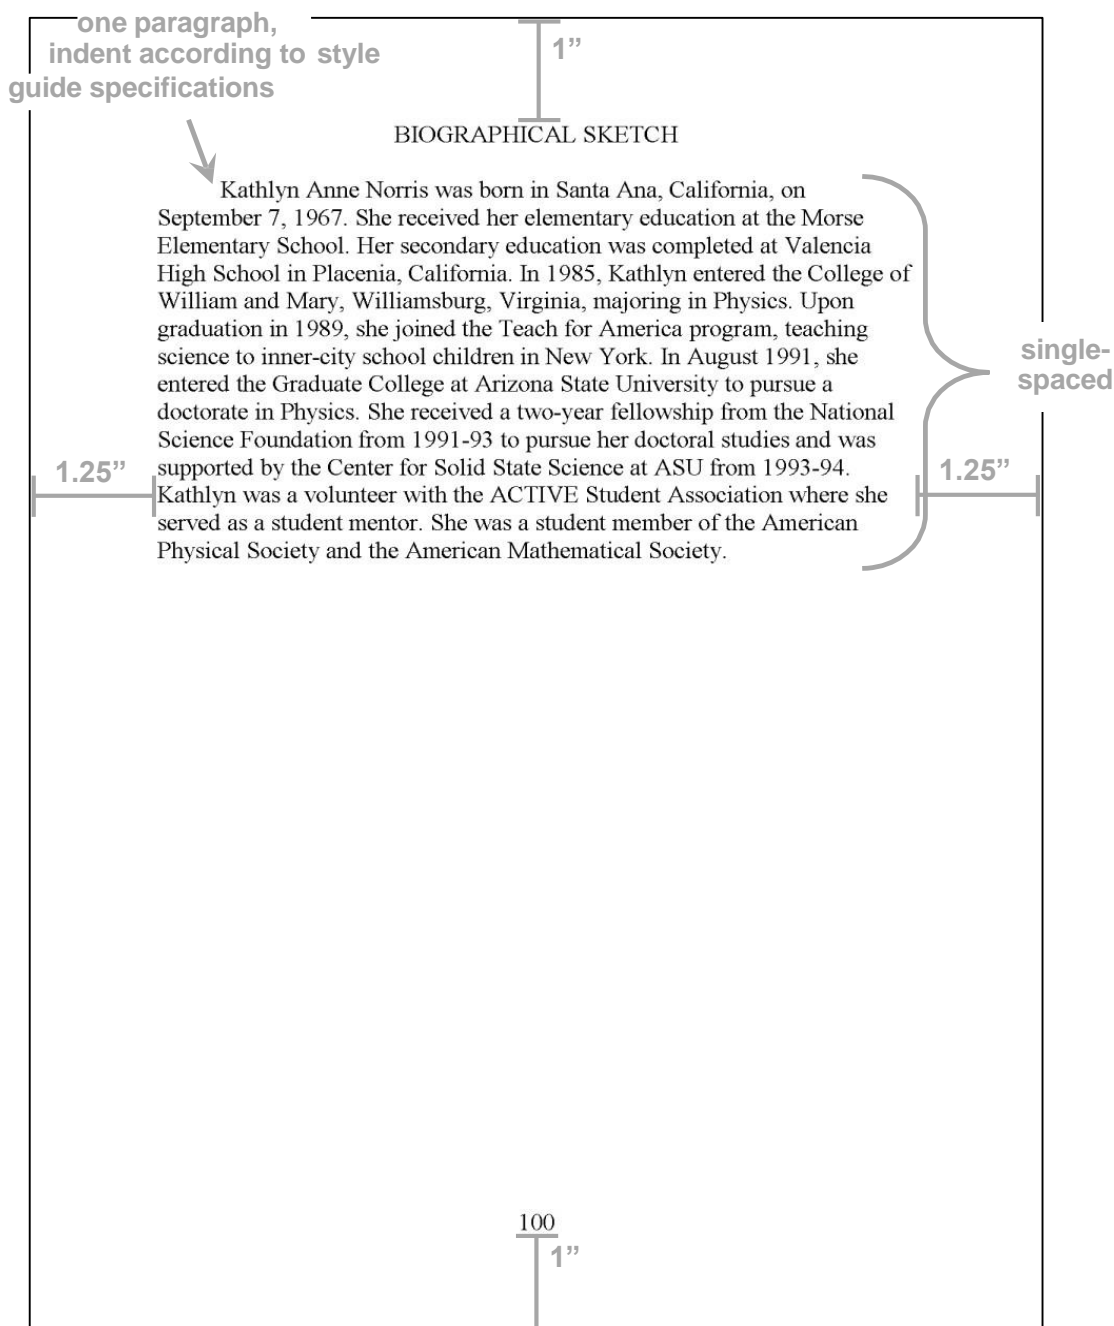 one paragraph,
indent according to style
guide specifications
1”
BIOGRAPHICAL SKETCH
Kathlyn Anne Norris was born in Santa Ana, California, on
September 7, 1967. She received her elementary education at the Morse
Elementary School. Her secondary education was completed at Valencia
High School in Placenia, California. In 1985, Kathlyn entered the College of
William and Mary, Williamsburg, Virginia, majoring in Physics. Upon
graduation in 1989, she joined the Teach for America program, teaching
science to inner-city school children in New York. In August 1991, she
entered the Graduate College at Arizona State University to pursue a
doctorate in Physics. She received a two-year fellowship from the National
Science Foundation from 1991-93 to pursue her doctoral studies and was
supported by the Center for Solid State Science at ASU from 1993-94.
Kathlyn was a volunteer with the ACTIVE Student Association where she
served as a student mentor. She was a student member of the American
Physical Society and the American Mathematical Society.
single-
spaced
1.25”
1.25”
100
1”